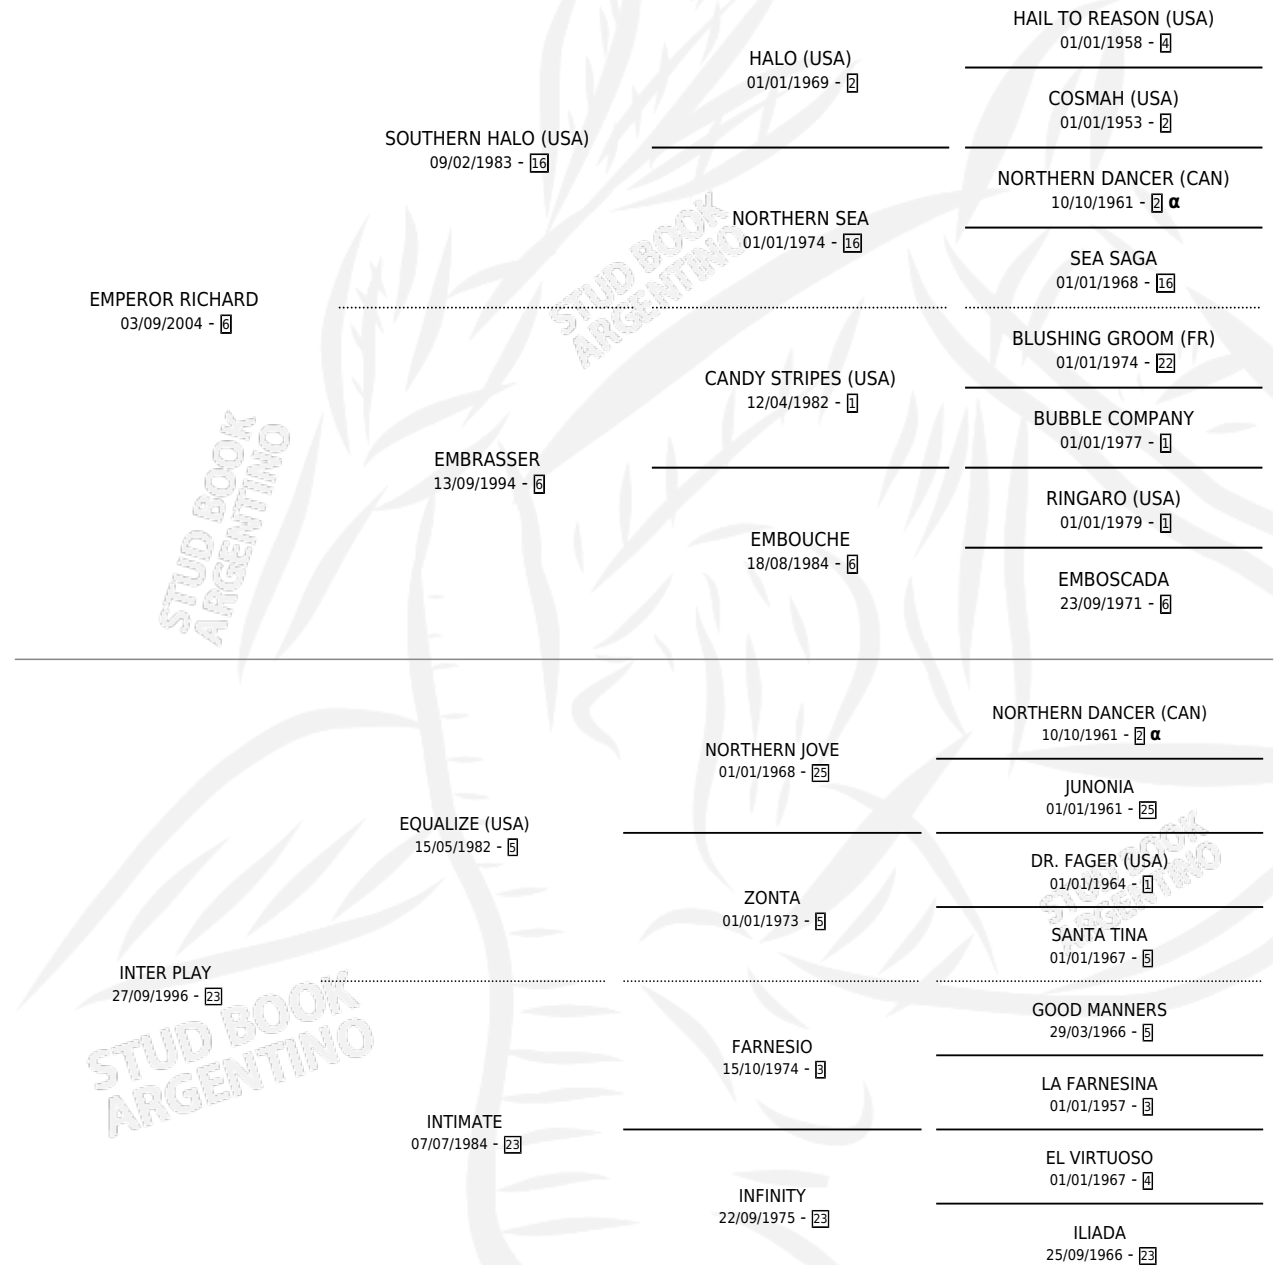 HAIL TO REASON (USA)
01/01/1958 - 4
HALO (USA)
01/01/1969 - 2
COSMAH (USA)
01/01/1953 - 2
SOUTHERN HALO (USA)
09/02/1983 - 16
NORTHERN DANCER (CAN)
10/10/1961 - 2 α
NORTHERN SEA
01/01/1974 - 16
SEA SAGA
01/01/1968 - 16
EMPEROR RICHARD
03/09/2004 - 6
BLUSHING GROOM (FR)
01/01/1974 - 22
CANDY STRIPES (USA)
12/04/1982 - 1
BUBBLE COMPANY
01/01/1977 - 1
EMBRASSER
13/09/1994 - 6
RINGARO (USA)
01/01/1979 - 1
EMBOUCHE
18/08/1984 - 6
EMBOSCADA
23/09/1971 - 6
NORTHERN DANCER (CAN)
10/10/1961 - 2 α
NORTHERN JOVE
01/01/1968 - 25
JUNONIA
01/01/1961 - 25
EQUALIZE (USA)
15/05/1982 - 5
DR. FAGER (USA)
01/01/1964 - 1
ZONTA
01/01/1973 - 5
SANTA TINA
01/01/1967 - 5
INTER PLAY
27/09/1996 - 23
GOOD MANNERS
29/03/1966 - 5
FARNESIO
15/10/1974 - 3
LA FARNESINA
01/01/1957 - 3
INTIMATE
07/07/1984 - 23
EL VIRTUOSO
01/01/1967 - 4
INFINITY
22/09/1975 - 23
ILIADA
25/09/1966 - 23
STUD BOOK
ARGENTINO
STUD BOOK
ARGENTINO
STUD BOOK
ARGENTINO
STUD BOOK
ARGENTINO